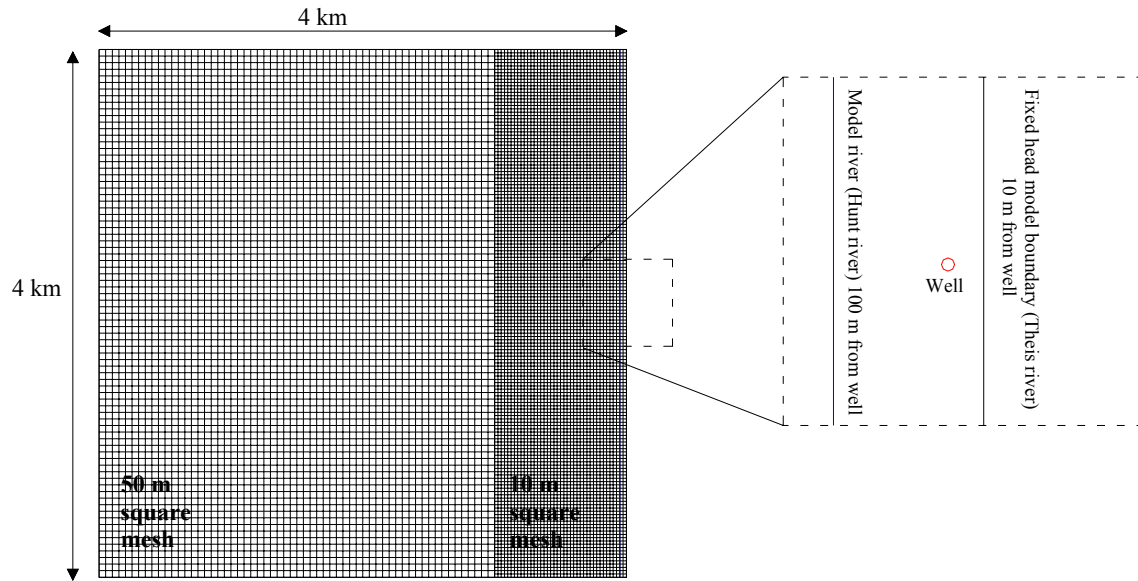 4 km
4 km
50 m
square
mesh
10 m
square
mesh
Model river (Hunt river) 100 m from well
Well
Fixed head model boundary (Theis river)
10 m from well